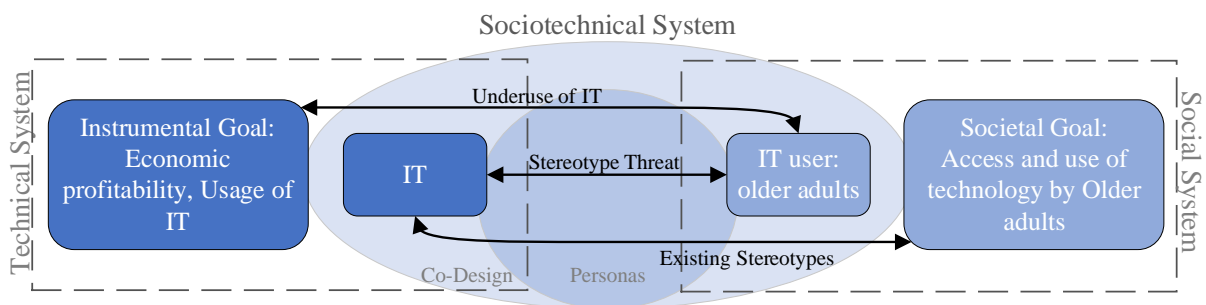 Sociotechnical System
Technical System
Instrumental Goal:
Economic
profitability, Usage of
IT
Underuse of IT
IT
Stereotype Threat
IT user:
older adults
Societal Goal:
Access and use of
technology by Older
adults
Social System
Existing Stereotypes
Co-Design
Personas